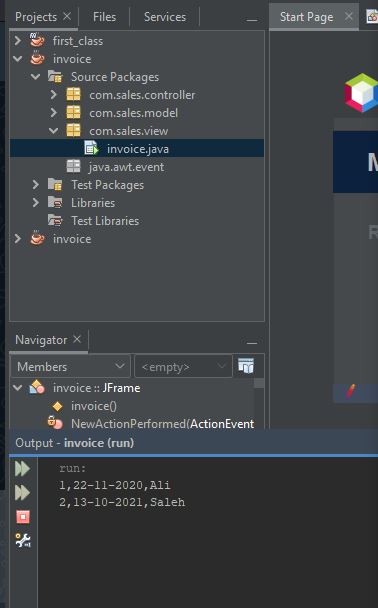 Projects
Files
Services
Start Page
first_class
invoice
Source Packages
com.sales.controller
com.sales.model
com.sales.view
invoice.java
java.awt.event
Test Packages
Libraries
Test Libraries
invoice
Navigator
Members
<empty>
invoice :: JFrame
invoice()
NewActionPerformed(ActionEvent
Output - invoice (run)
run:
1,22-11-2020,Ali
2,13-10-2021,Saleh